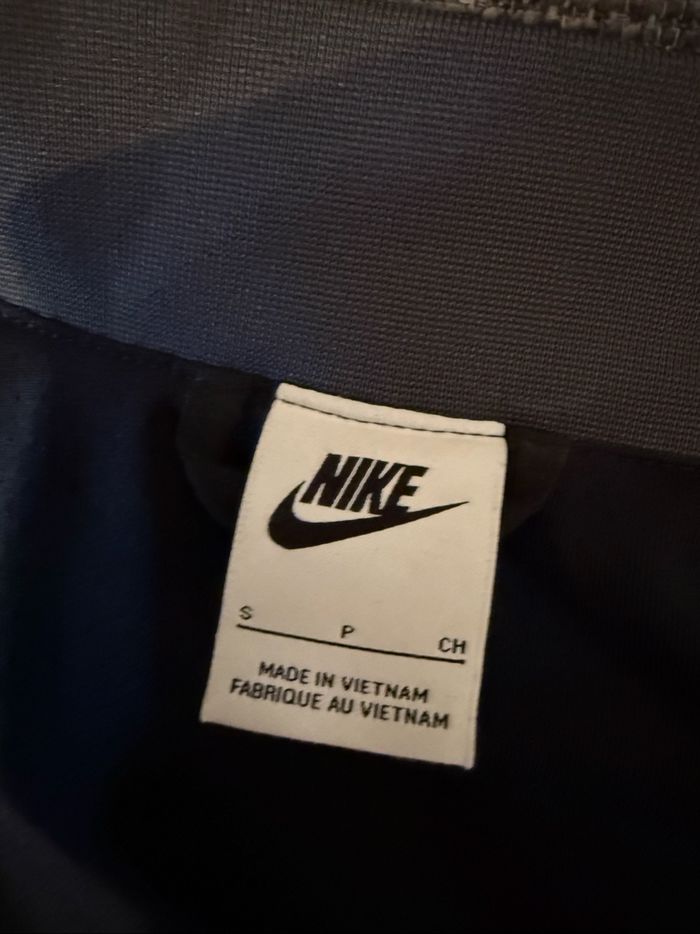 NIKE
S P CH
MADE IN VIETNAM
FABRIQUE AU VIETNAM